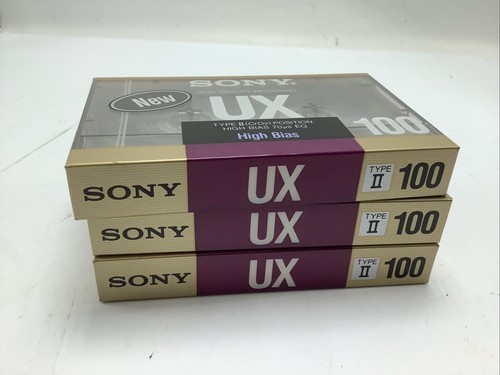 SONY
New
UX
TYPE II (CrO2) POSITION
HIGH BIAS 70μs EQ
High Bias
100
SONY UX TYPE II 100
SONY UX TYPE II 100
SONY UX TYPE II 100